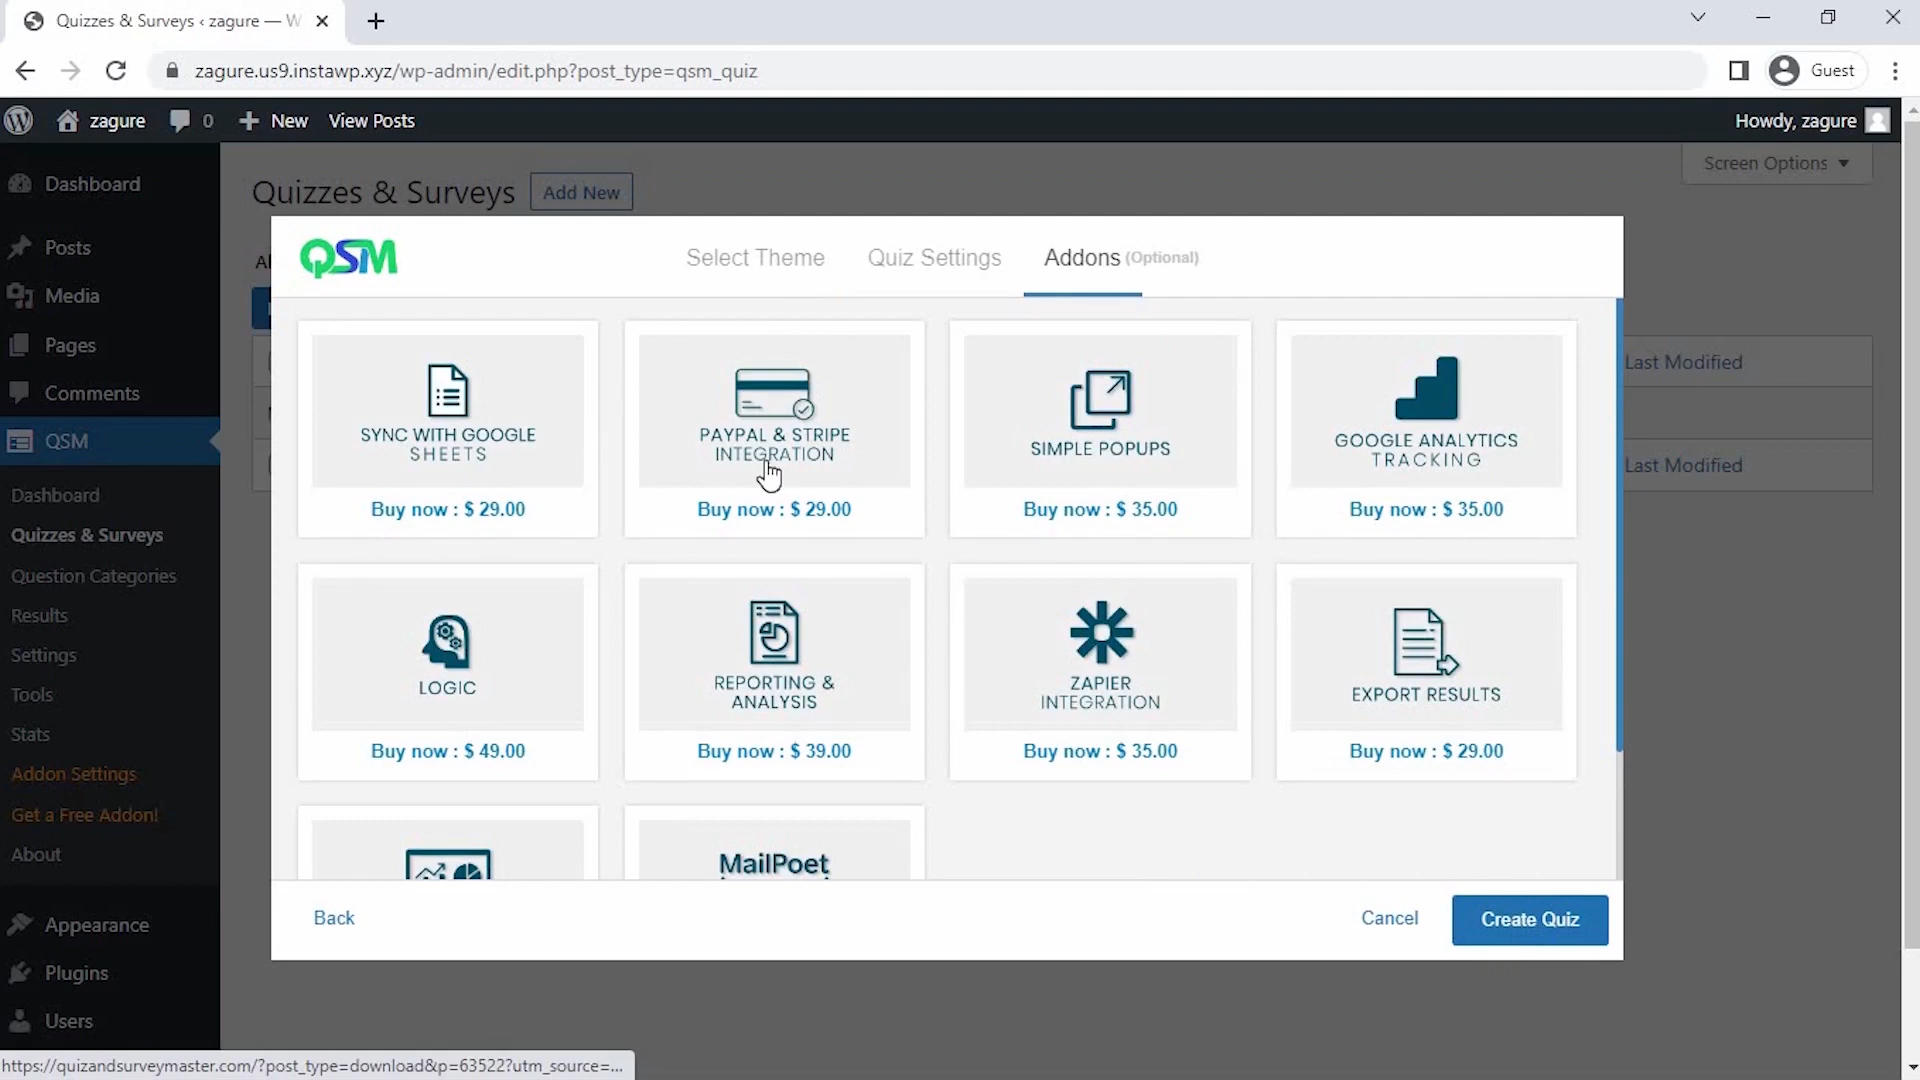 Quizzes & Surveys ‹ zagure — W
zagure.us9.instawp.xyz/wp-admin/edit.php?post_type=qsm_quiz
Guest
zagure
0
New
View Posts
Howdy, zagure
Dashboard
Posts
Media
Pages
Comments
QSM
Dashboard
Quizzes & Surveys
Question Categories
Results
Settings
Tools
Stats
Addon Settings
Get a Free Addon!
About
Appearance
Plugins
Users
Quizzes & Surveys
Add New
Screen Options
Al
Last Modified
Last Modified
QSM
Select Theme
Quiz Settings
Addons (Optional)
SYNC WITH GOOGLE
SHEETS
Buy now : $ 29.00
PAYPAL & STRIPE
INTEGRATION
Buy now : $ 29.00
SIMPLE POPUPS
Buy now : $ 35.00
GOOGLE ANALYTICS
TRACKING
Buy now : $ 35.00
LOGIC
Buy now : $ 49.00
REPORTING &
ANALYSIS
Buy now : $ 39.00
ZAPIER
INTEGRATION
Buy now : $ 35.00
EXPORT RESULTS
Buy now : $ 29.00
MailPoet
Back
Cancel
Create Quiz
https://quizandsurveymaster.com/?post_type=download&p=63522?utm_source=...